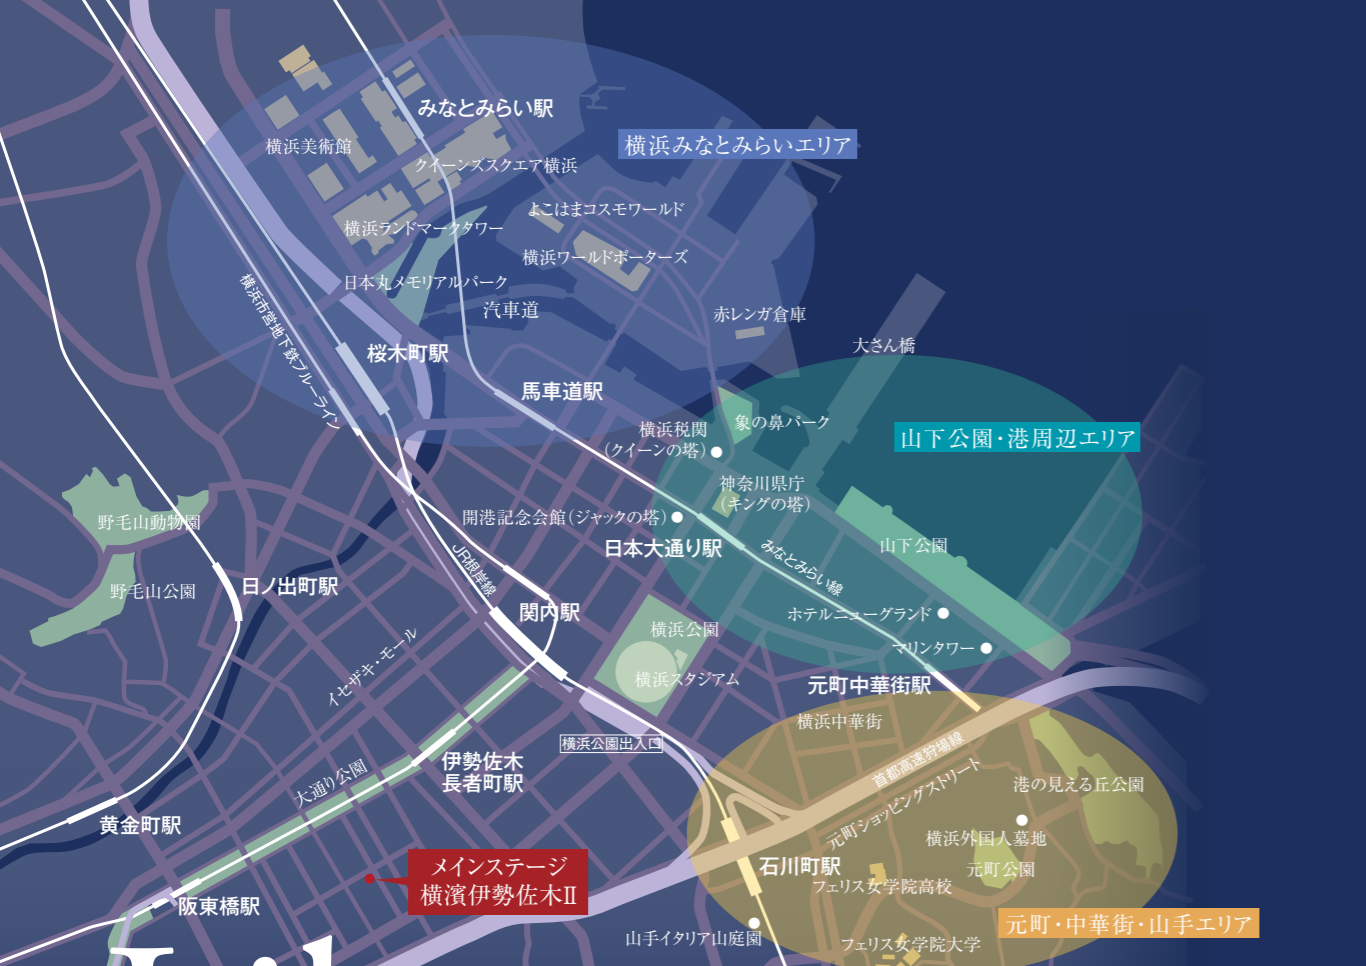 みなとみらい駅
横浜みなとみらいエリア
横浜美術館
クイーンズスクエア横浜
よこはまコスモワールド
横浜ランドマークタワー
横浜ワールドポーターズ
日本丸メモリアルパーク
汽車道
赤レンガ倉庫
横浜市営地下鉄ブルーライン
大さん橋
桜木町駅
馬車道駅
象の鼻パーク
横浜税関
(クイーンの塔)
山下公園・港周辺エリア
神奈川県庁
(キングの塔)
開港記念会館(ジャックの塔)
野毛山動物園
日本大通り駅
みなとみらい線
山下公園
JR根岸線
野毛山公園
日ノ出町駅
関内駅
ホテルニューグランド
横浜公園
マリンタワー
イセザキ・モール
横浜スタジアム
元町中華街駅
横浜中華街
横浜公園出入口
伊勢佐木
長者町駅
首都高速狩場線
大通り公園
元町ショッピングストリート
港の見える丘公園
黄金町駅
横浜外国人墓地
メインステージ
横濱伊勢佐木II
石川町駅
元町公園
フェリス女学院高校
阪東橋駅
元町・中華街・山手エリア
山手イタリア山庭園
フェリス女学院大学